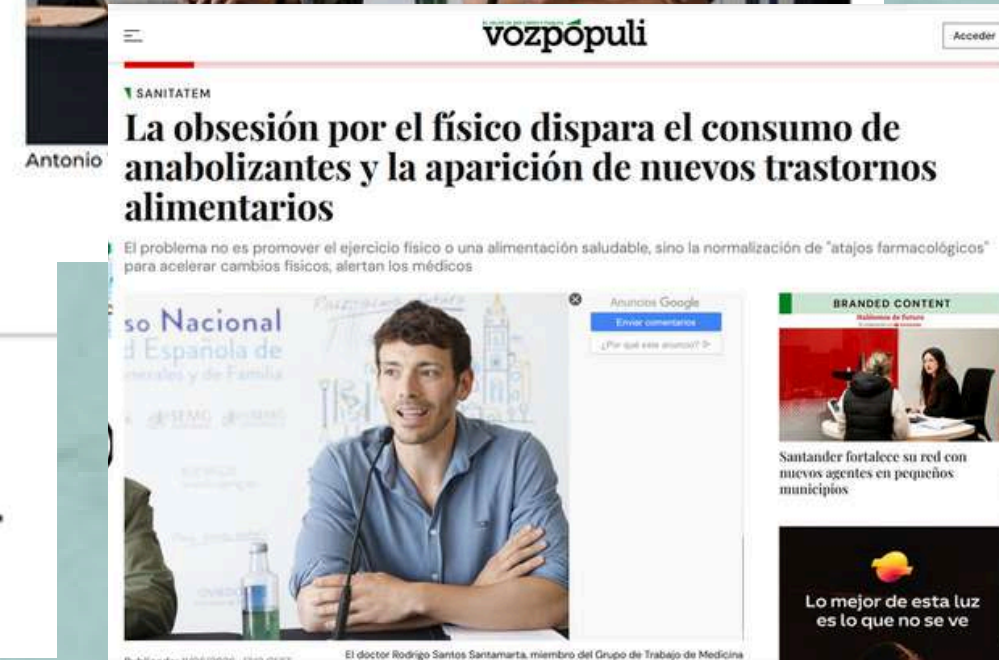 vozpópuli
Acceder
SANITATEM
La obsesión por el físico dispara el consumo de
anabolizantes y la aparición de nuevos trastornos
alimentarios
Antonio
El problema no es promover el ejercicio físico o una alimentación saludable, sino la normalización de "atajos farmacológicos"
para acelerar cambios físicos, alertan los médicos
so Nacional
d Española de
nerales y de Familia
SEMG
Anuncios Google
Enviar comentarios
¿Por qué este anuncio?
BRANDED CONTENT
Santander fortalece su red con
nuevos agentes en pequeños
municipios
Lo mejor de esta luz
es lo que no se ve
El doctor Rodrigo Santos Santamarta, miembro del Grupo de Trabajo de Medicina